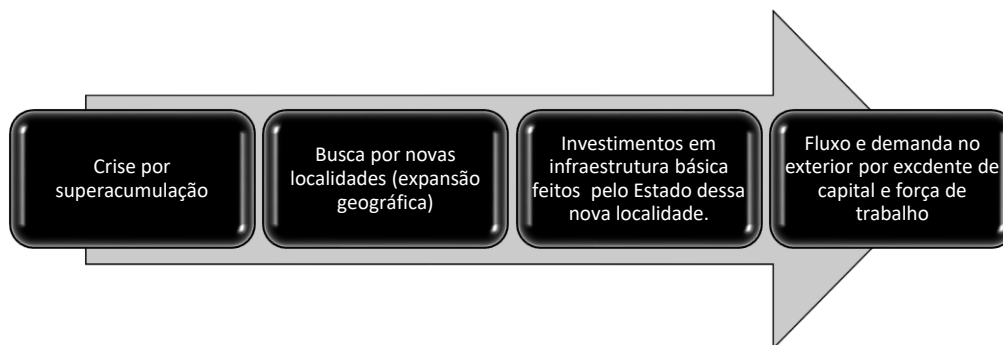 Crise por
superacumulação
Busca por novas
localidades (expansão
geográfica)
Investimentos em
infraestrutura básica
feitos  pelo Estado dessa
nova localidade.
Fluxo e demanda no
exterior por excdente de
capital e força de
trabalho